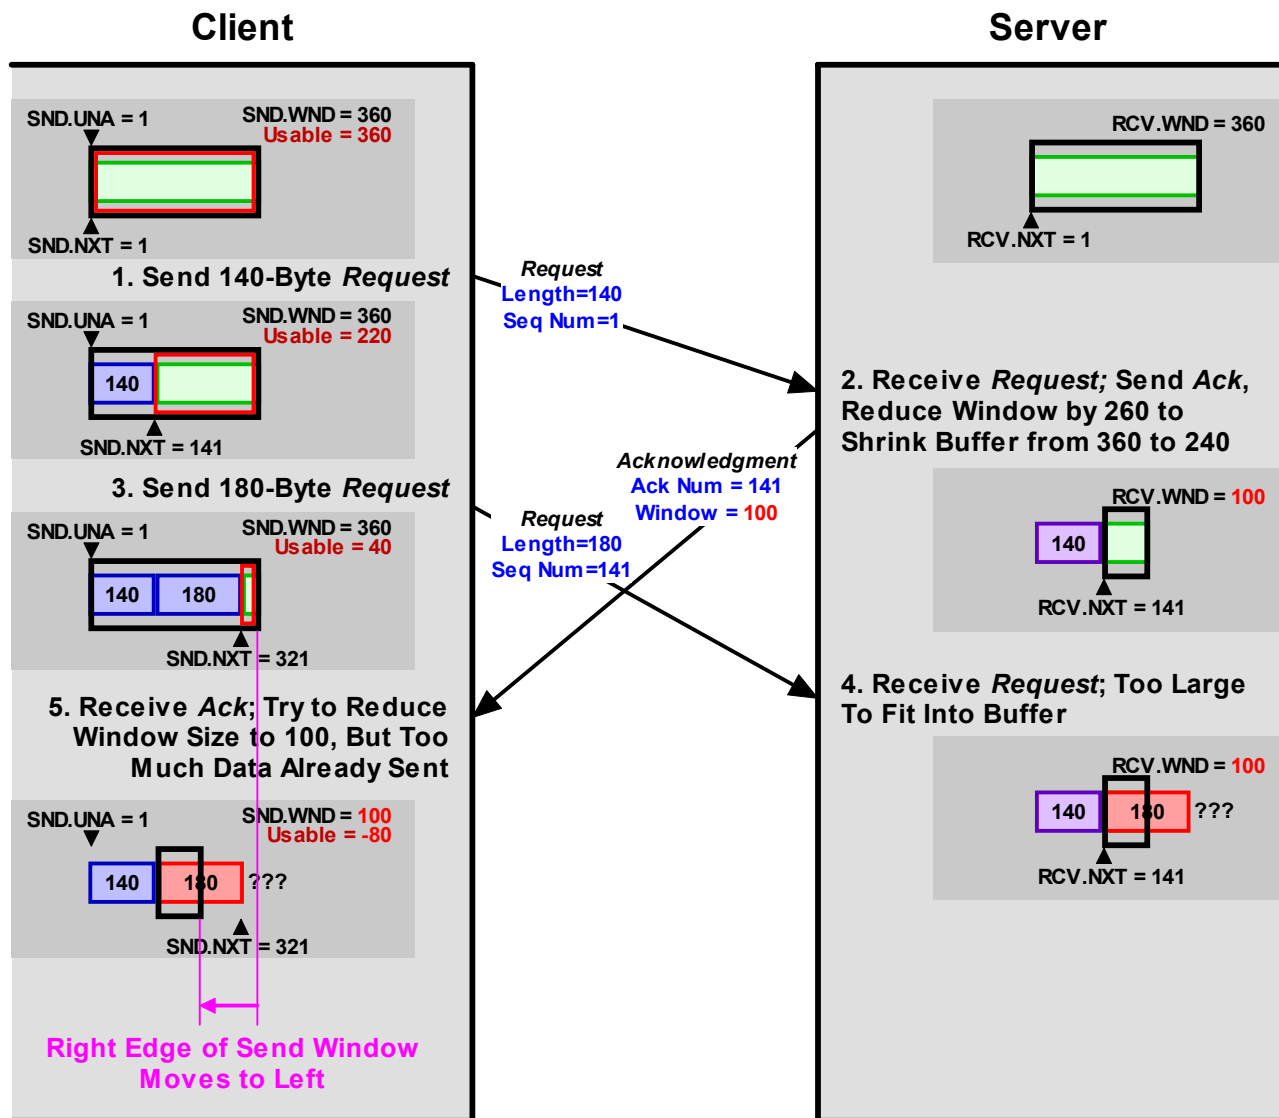 Client
Server
SND.UNA = 1
SND.WND = 360
Usable = 360
SND.NXT = 1
RCV.WND = 360
RCV.NXT = 1
1. Send 140-Byte Request
Request
Length=140
Seq Num=1
SND.UNA = 1
SND.WND = 360
Usable = 220
140
SND.NXT = 141
2. Receive Request; Send Ack,
Reduce Window by 260 to
Shrink Buffer from 360 to 240
Acknowledgment
Ack Num = 141
Window = 100
RCV.WND = 100
140
RCV.NXT = 141
3. Send 180-Byte Request
Request
Length=180
Seq Num=141
SND.UNA = 1
SND.WND = 360
Usable = 40
140
180
SND.NXT = 321
4. Receive Request; Too Large
To Fit Into Buffer
RCV.WND = 100
140
180
???
RCV.NXT = 141
5. Receive Ack; Try to Reduce
Window Size to 100, But Too
Much Data Already Sent
SND.UNA = 1
SND.WND = 100
Usable = -80
140
180
???
SND.NXT = 321
Right Edge of Send Window
Moves to Left